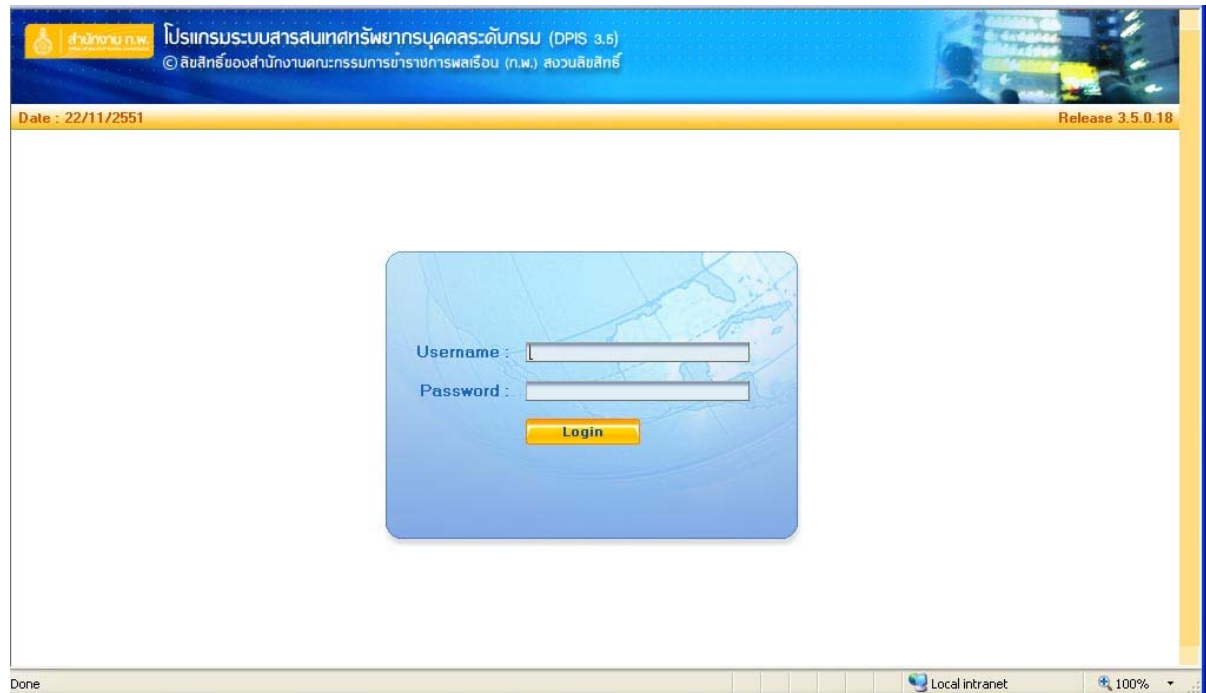 สำนักงาน ก.พ.
โปรแกรมระบบสารสนเทศทรัพยากรบุคคลระดับกรม (DPIS 3.5)
© ลิขสิทธิ์ของสำนักงานคณะกรรมการข้าราชการพลเรือน (ก.พ.) สงวนลิขสิทธิ์
Date : 22/11/2551
Release 3.5.0.18
Username :
Password :
Login
Done
Local intranet
100%